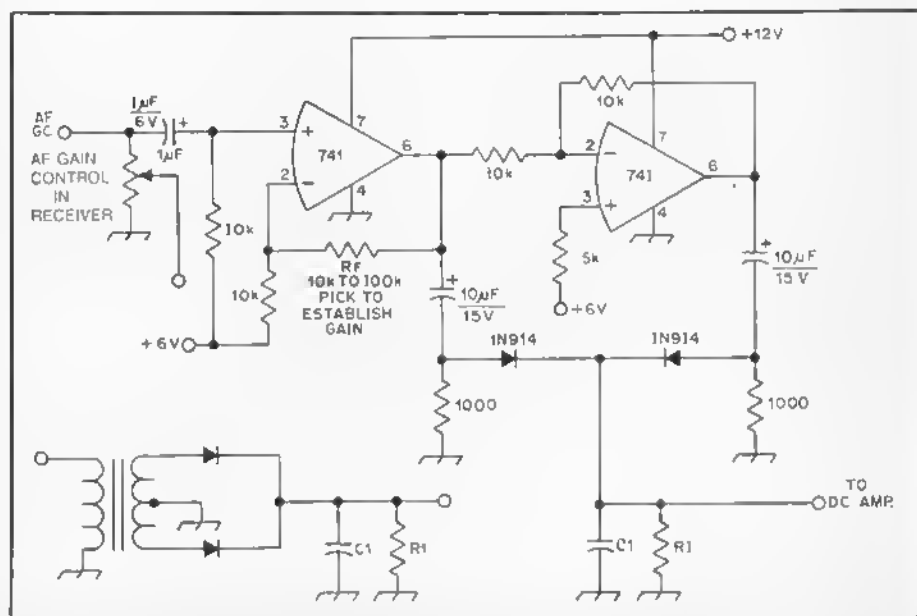 +12V
10k
1µF
6V
+
AF
GC
1µF
3
+
7
741
6
2
-
4
AF GAIN
CONTROL
IN
RECEIVER
10k
10k
2
-
7
741
6
3
+
4
10k
RF
10k TO 100k
PICK TO
ESTABLISH
GAIN
+
10µF
15V
5k
+6V
+
10µF
15V
+6V
1N914
1N914
1000
1000
C1
R1
C1
R1
TO
DC AMP.